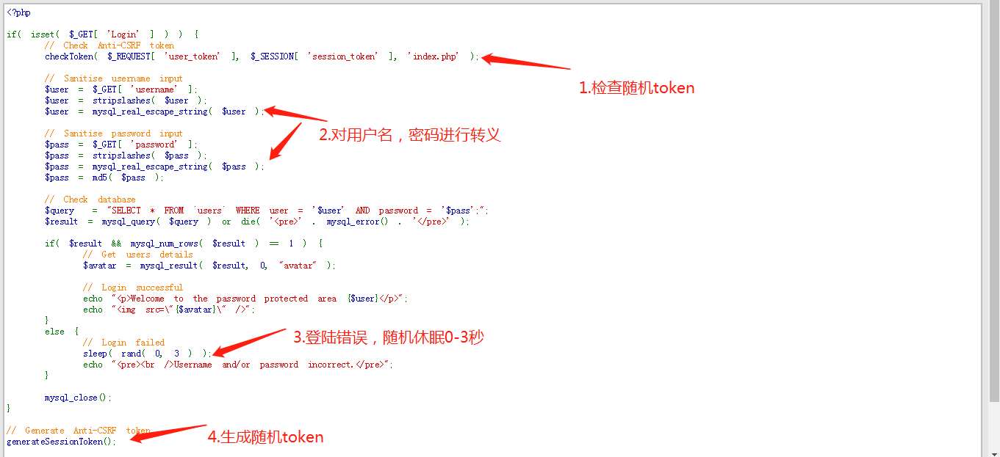 <?php
if( isset( $_GET[ 'Login' ] ) ) {
// Check Anti-CSRF token
checkToken( $_REQUEST[ 'user_token' ], $_SESSION[ 'session_token' ], 'index.php' );
1.检查随机token
// Sanitise username input
$user = $_GET[ 'username' ];
$user = stripslashes( $user );
$user = mysql_real_escape_string( $user );
2.对用户名，密码进行转义
// Sanitise password input
$pass = $_GET[ 'password' ];
$pass = stripslashes( $pass );
$pass = mysql_real_escape_string( $pass );
$pass = md5( $pass );
// Check database
$query = "SELECT * FROM `users` WHERE user = '$user' AND password = '$pass';";
$result = mysql_query( $query ) or die( '<pre>' . mysql_error() . '</pre>' );
if( $result && mysql_num_rows( $result ) == 1 ) {
// Get users details
$avatar = mysql_result( $result, 0, "avatar" );
// Login successful
echo "<p>Welcome to the password protected area {$user}</p>";
echo "<img src=\"{$avatar}\" />";
}
else {
3.登陆错误，随机休眠0-3秒
// Login failed
sleep( rand( 0, 3 ) );
echo "<pre><br />Username and/or password incorrect.</pre>";
}
mysql_close();
}
// Generate Anti-CSRF token
generateSessionToken();
4.生成随机token